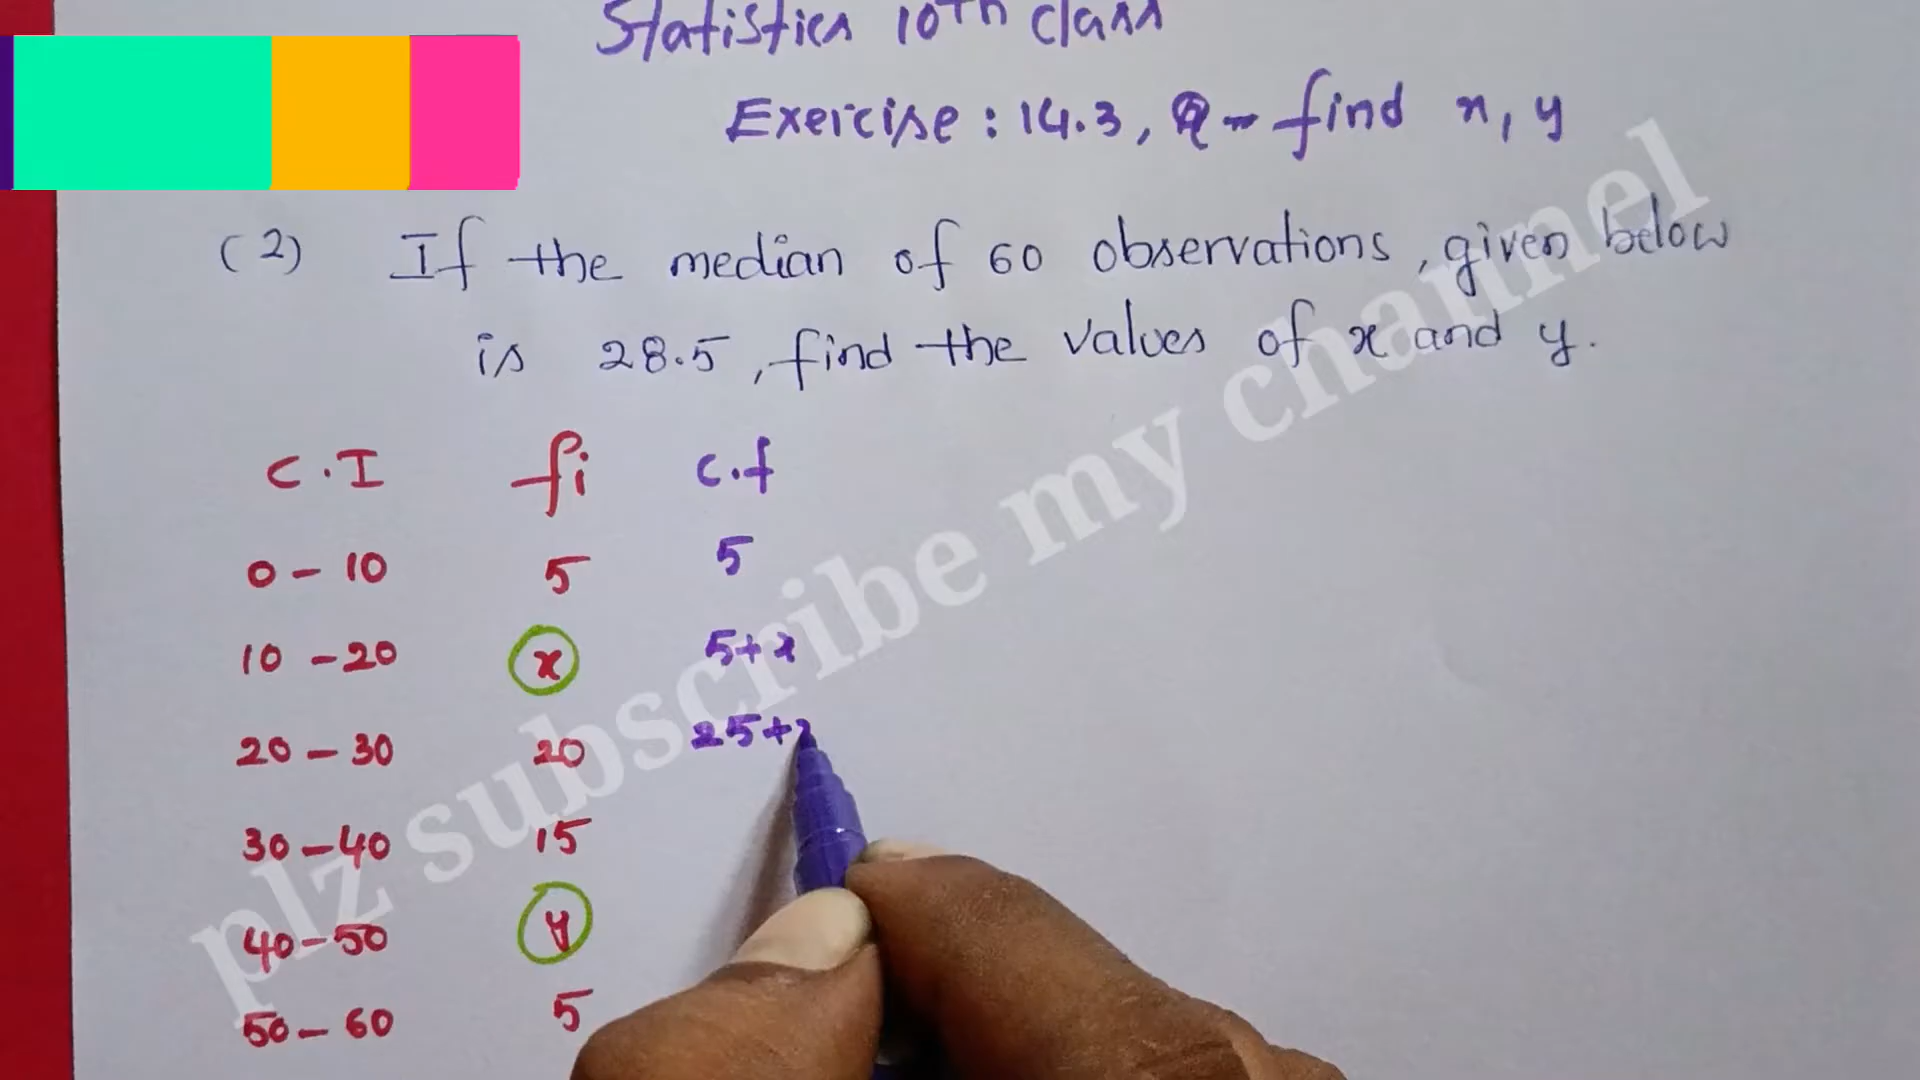 Statistics 10th class
Exercise : 14.3, Q - find x, y
(2) If the median of 60 observations, given below
is 28.5, find the values of x and y.
C.I fi c.f
0 - 10 5 5
10 - 20 x 5+x
20 - 30 20 25+x
30 - 40 15
40 - 50 y
50 - 60 5
plz subscribe my channel